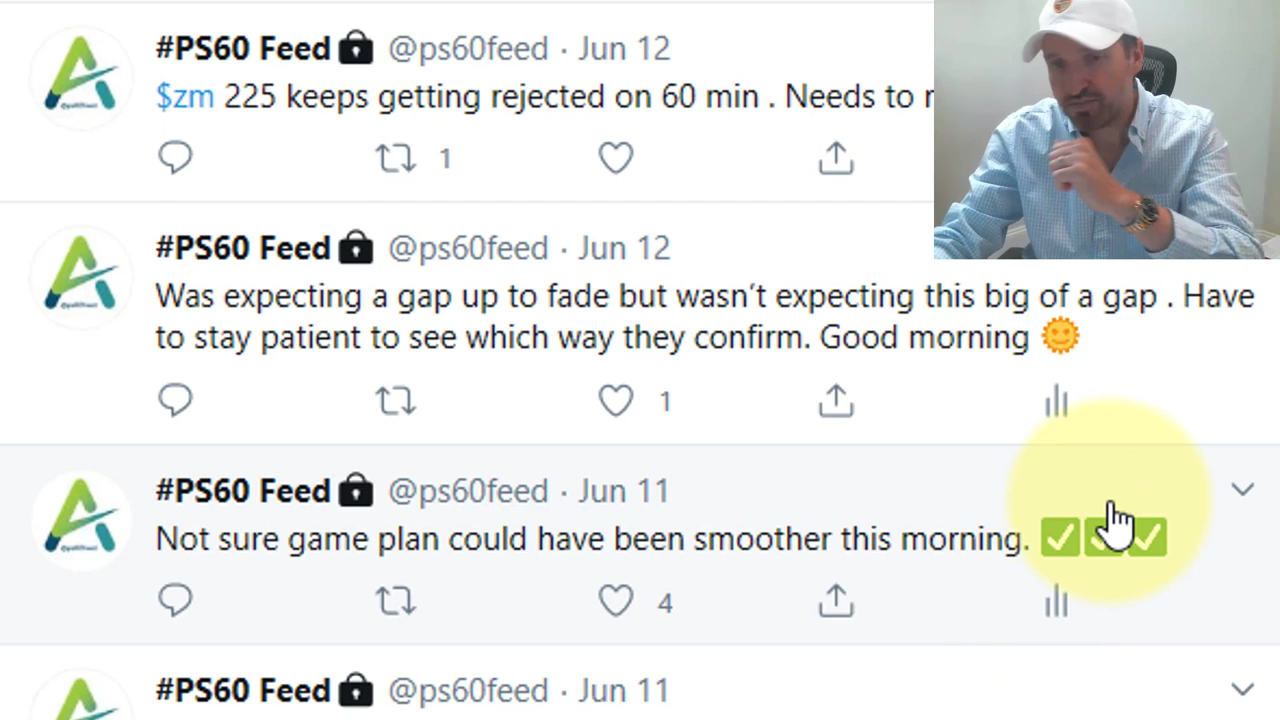 #PS60 Feed @ps60feed · Jun 12
$zm 225 keeps getting rejected on 60 min . Needs to
1
#PS60 Feed @ps60feed · Jun 12
Was expecting a gap up to fade but wasn't expecting this big of a gap . Have
to stay patient to see which way they confirm. Good morning 🌞
1
#PS60 Feed @ps60feed · Jun 11
Not sure game plan could have been smoother this morning. ✅✅✅
4
#PS60 Feed @ps60feed · Jun 11